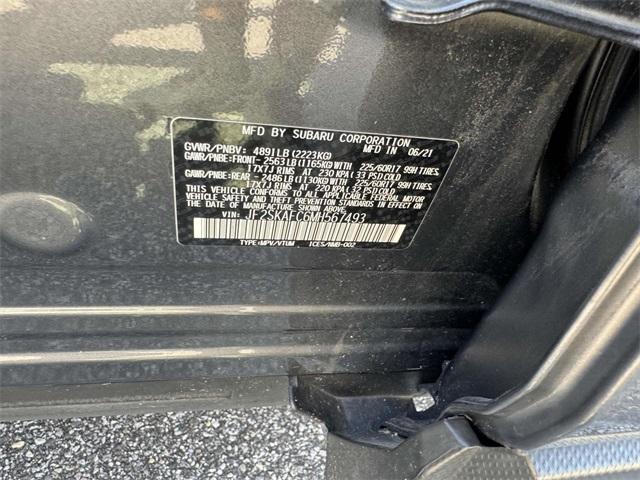 MFD BY SUBARU CORPORATION
GVWR/PNBV: 4891LB(2223KG) MFD IN 06/21
GAWR/PNBE:FRONT-2563LB(1165KG)WITH 225/60R17 99H TIRES
17X7J RIMS AT 230 KPA(33 PSI)COLD
GAWR/PNBE:REAR -2486LB(1130KG)WITH 225/60R17 99H TIRES
17X7J RIMS AT 220 KPA( PSI)COLD
THIS VEHICLE CONFORMS TO ALL APPLICABLE FEDERAL MOTOR
VEHICLE SAFETY AND THEFT PREVENTION STANDARDS IN
EFFECT ON THE DATE OF MANUFACTURE SHOWN ABOVE.
VIN: JF2SKAFC6MH567493
TYPE:MPV/VTUM ICES/NMB-002